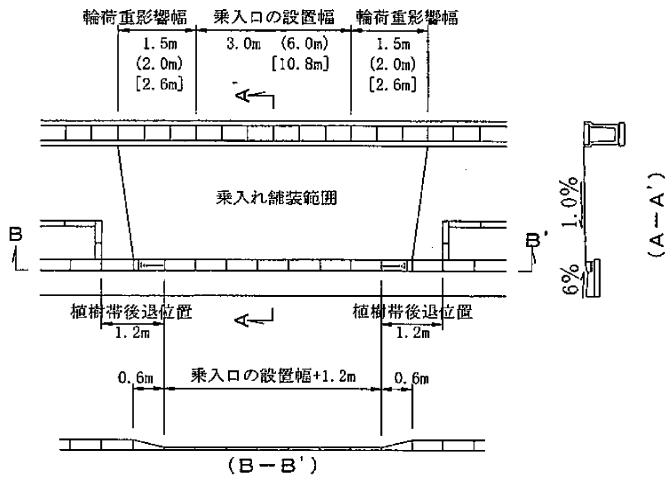 輪荷重影響幅 乗入口の設置幅 輪荷重影響幅
1.5m 3.0m (6.0m) 1.5m
(2.0m) [10.8m] (2.0m)
[2.6m] [2.6m]
A
乗入れ舗装範囲
1.0%
(A-A')
B B'
6%
植樹帯後退位置 A 植樹帯後退位置
1.2m 1.2m
0.6m 乗入口の設置幅+1.2m 0.6m
(B-B')